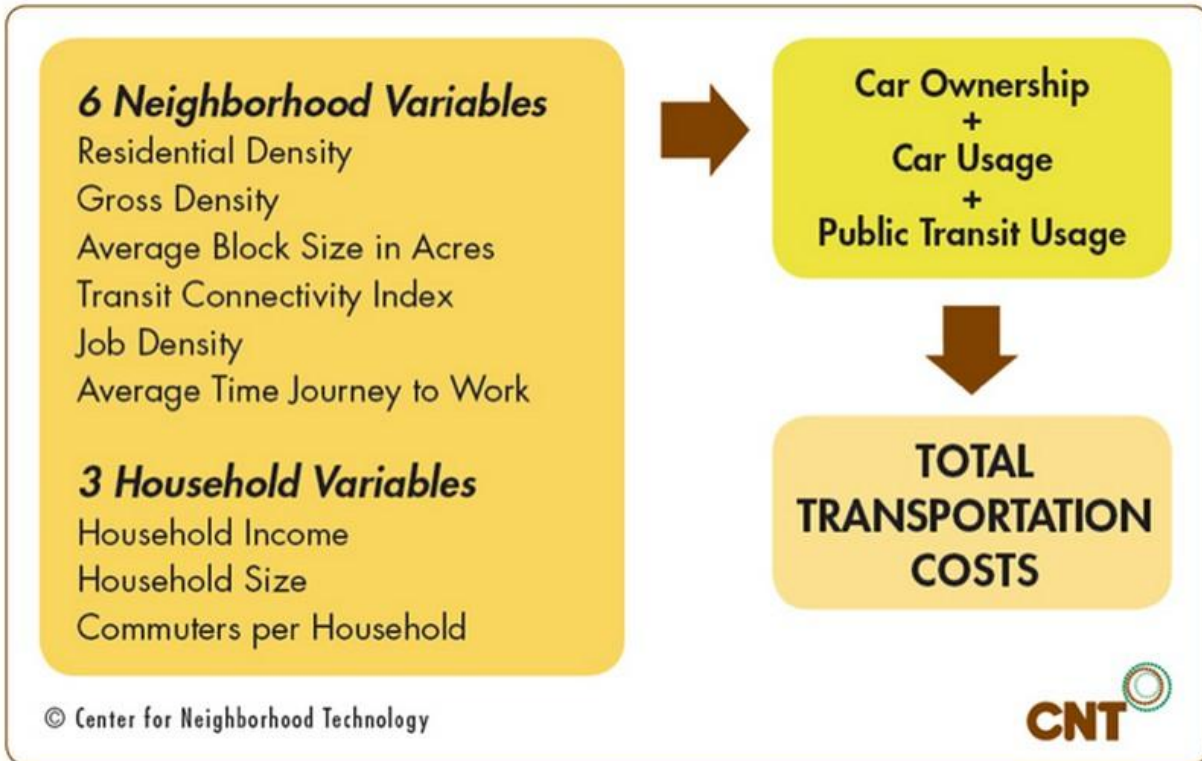 6 Neighborhood Variables
Residential Density
Gross Density
Average Block Size in Acres
Transit Connectivity Index
Job Density
Average Time Journey to Work
3 Household Variables
Household Income
Household Size
Commuters per Household
Car Ownership
+
Car Usage
+
Public Transit Usage
TOTAL
TRANSPORTATION
COSTS
© Center for Neighborhood Technology
CNT